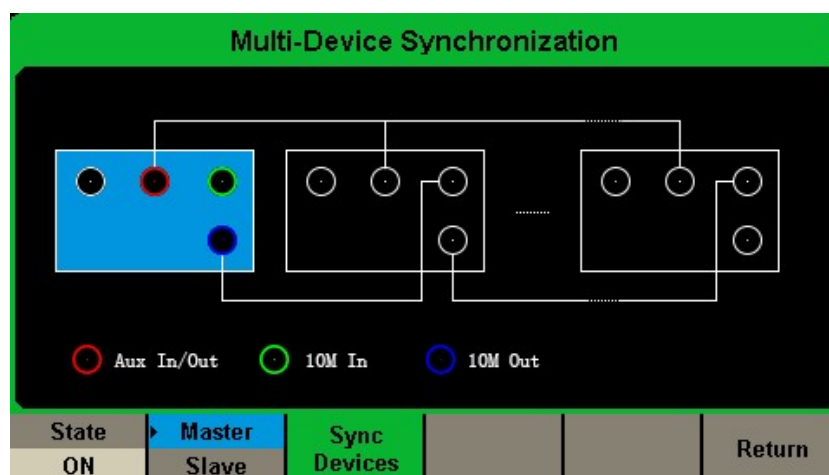 Multi-Device Synchronization
Aux In/Out 10M In 10M Out
State Master Sync Devices Return
ON Slave